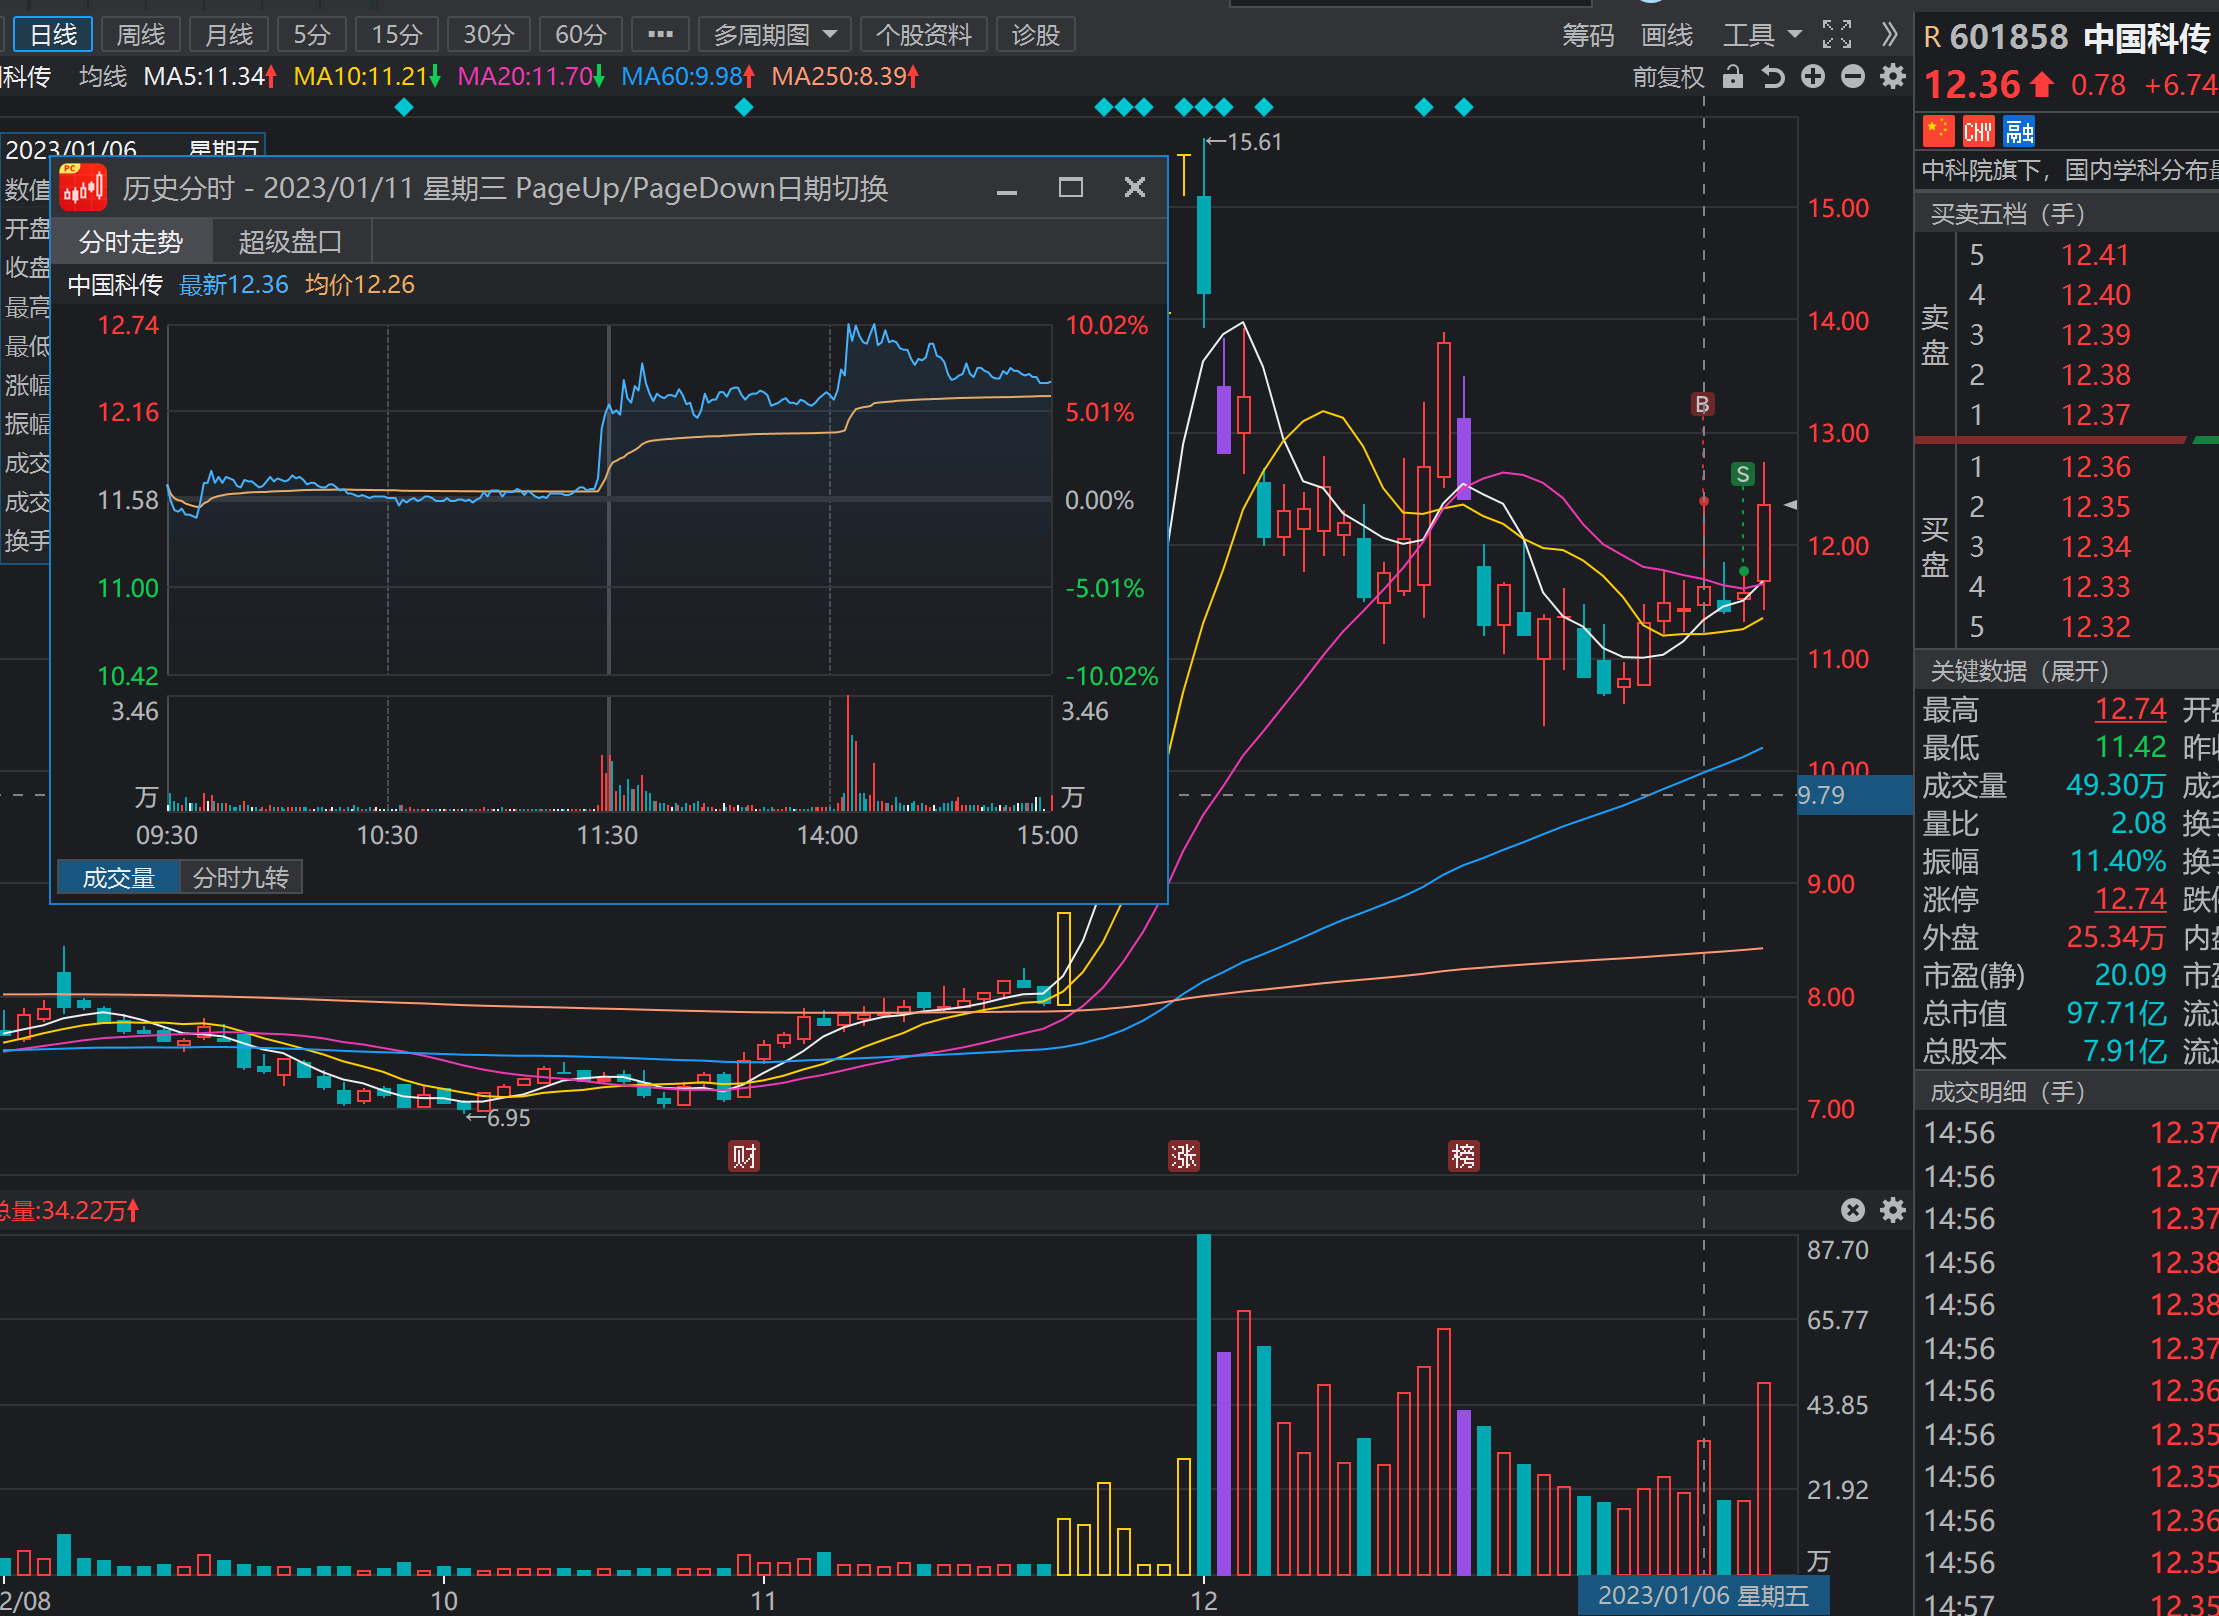 日线 周线 月线 5分 15分 30分 60分 ··· 多周期图 个股资料 诊股 筹码 画线 工具
科传 均线 MA5:11.34 MA10:11.21 MA20:11.70 MA60:9.98 MA250:8.39 前复权
2023/01/06 星期五
数值
开盘
收盘
最高
最低
涨幅
振幅
成交
成交
换手
PC
历史分时 - 2023/01/11 星期三 PageUp/PageDown日期切换
分时走势 超级盘口
中国科传 最新12.36 均价12.26
12.74 10.02%
12.16 5.01%
11.58 0.00%
11.00 -5.01%
10.42 -10.02%
3.46 3.46
万 万
09:30 10:30 11:30 14:00 15:00
成交量 分时九转
←15.61
←6.95
B
S
15.00
14.00
13.00
12.00
11.00
10.00
9.79
9.00
8.00
7.00
财 涨 榜
总量:34.22万
87.70
65.77
43.85
21.92
万
2/08 10 11 12 2023/01/06 星期五
R 601858 中国科传
12.36 0.78 +6.74
CNY 融
中科院旗下，国内学科分布最
买卖五档（手）
卖盘
5 12.41
4 12.40
3 12.39
2 12.38
1 12.37
买盘
1 12.36
2 12.35
3 12.34
4 12.33
5 12.32
关键数据（展开）
最高 12.74 开盘
最低 11.42 昨收
成交量 49.30万 成交
量比 2.08 换手
振幅 11.40% 换手
涨停 12.74 跌停
外盘 25.34万 内盘
市盈(静) 20.09 市盈
总市值 97.71亿 流通
总股本 7.91亿 流通
成交明细（手）
14:56 12.37
14:56 12.37
14:56 12.37
14:56 12.38
14:56 12.38
14:56 12.37
14:56 12.36
14:56 12.35
14:56 12.35
14:56 12.36
14:56 12.35
14:57 12.35